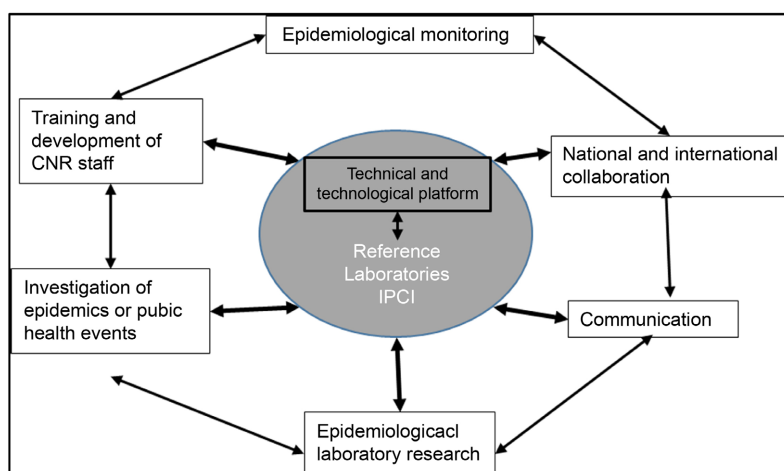 Epidemiological monitoring
Training and
development of
CNR staff
National and international
collaboration
Technical and
technological platform
Reference
Laboratories
IPCI
Investigation of
epidemics or pubic
health events
Communication
Epidemiologicacl
laboratory research